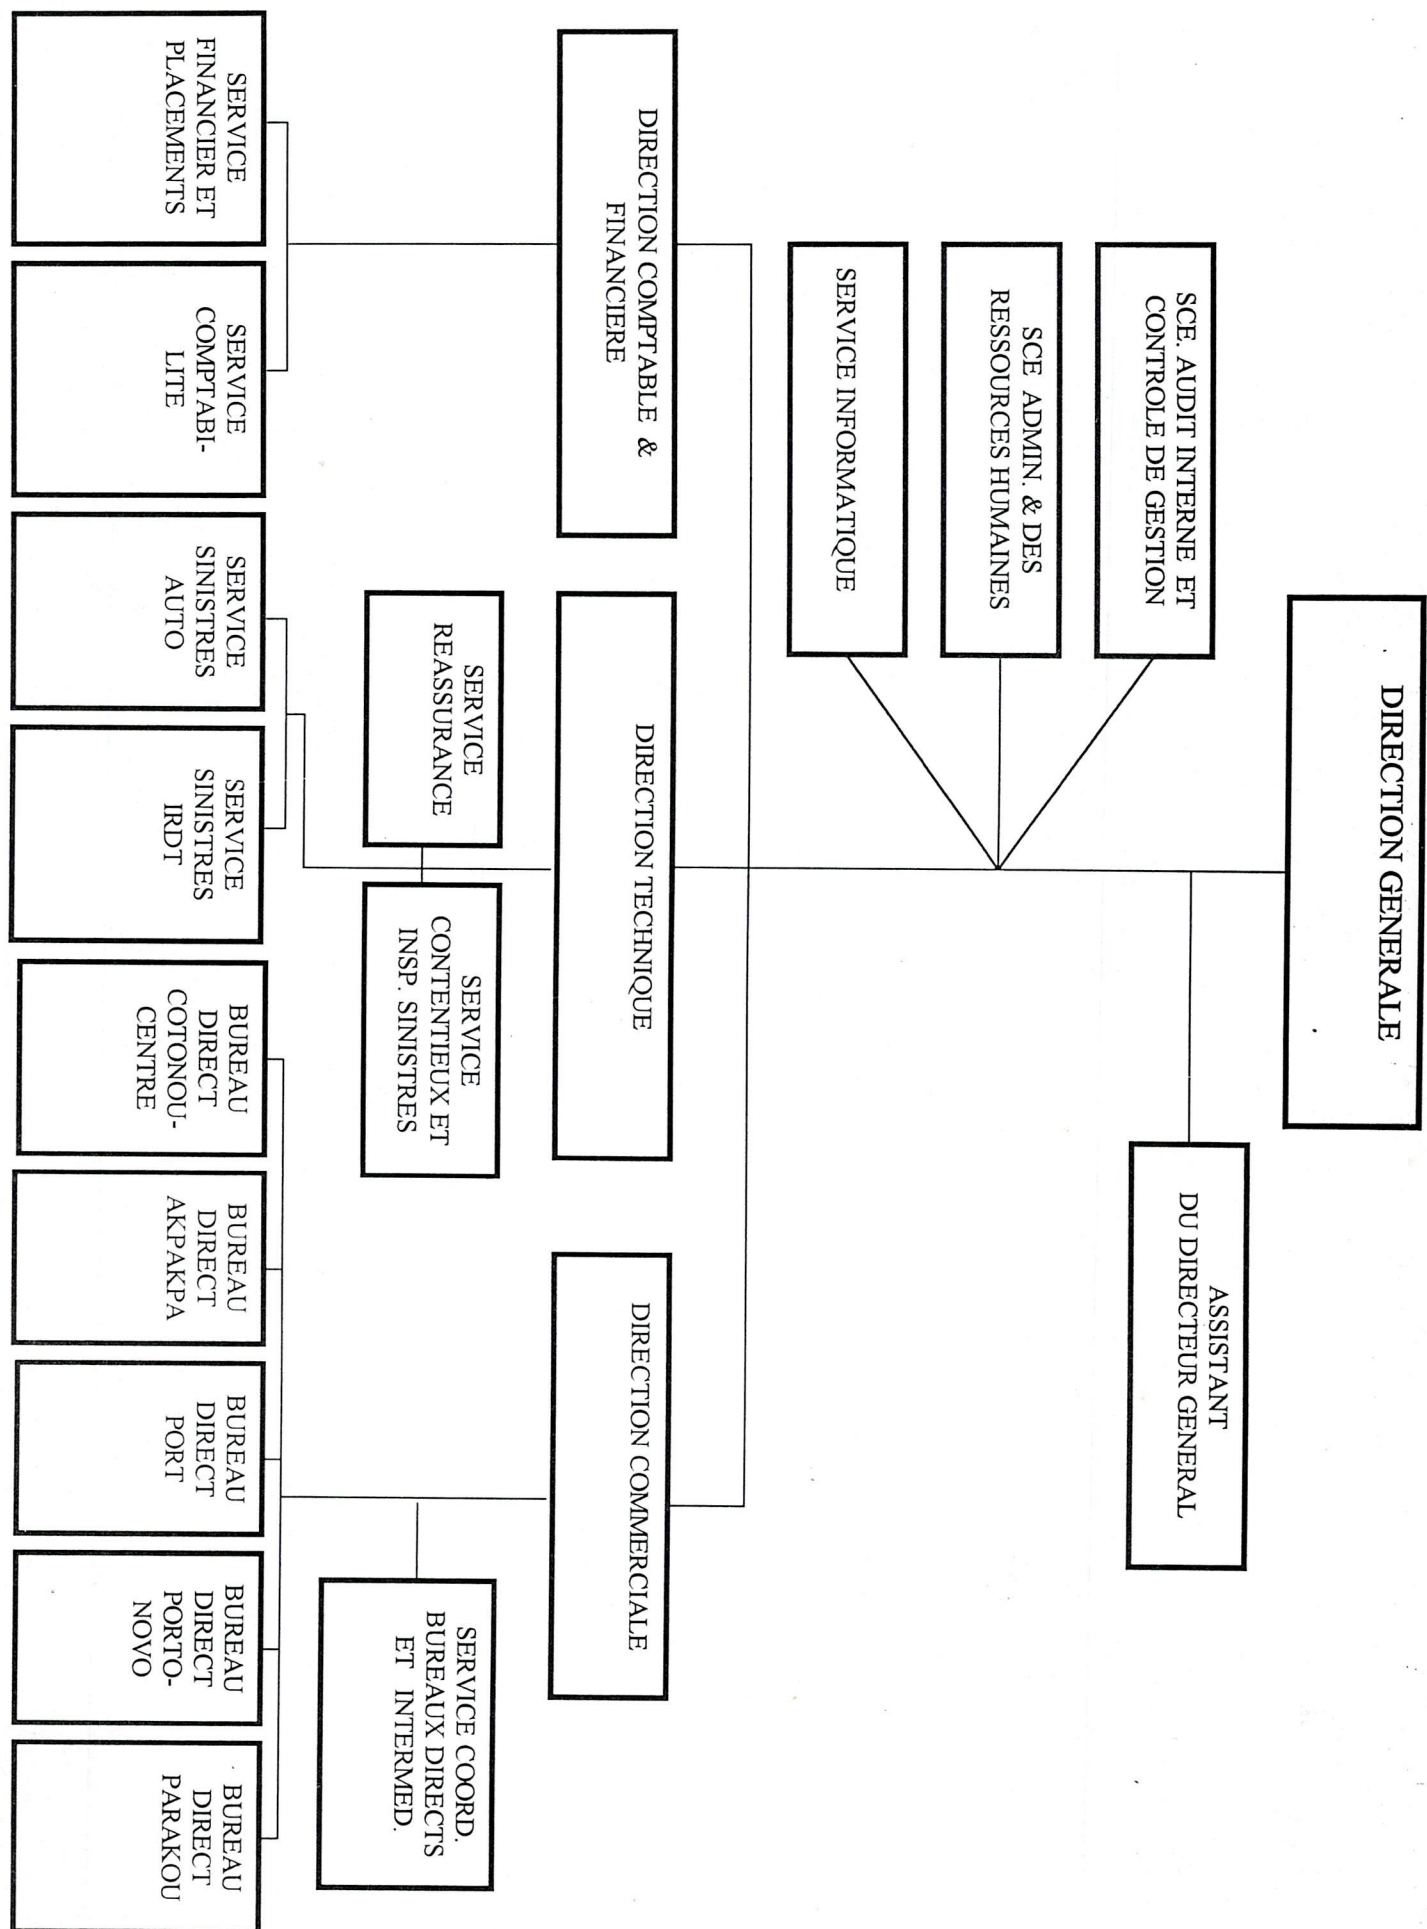 DIRECTION GENERALE
ASSISTANT
DU DIRECTEUR GENERAL
SCE. AUDIT INTERNE ET
CONTROLE DE GESTION
SCE ADMIN. & DES
RESSOURCES HUMAINES
SERVICE INFORMATIQUE
DIRECTION COMPTABLE &
FINANCIERE
DIRECTION TECHNIQUE
DIRECTION COMMERCIALE
SERVICE
REASSURANCE
SERVICE
CONTENTIEUX ET
INSP. SINISTRES
SERVICE COORD.
BUREAUX DIRECTS
ET INTERMED.
SERVICE
FINANCIER ET
PLACEMENTS
SERVICE
COMPTABI-
LITE
SERVICE
SINISTRES
AUTO
SERVICE
SINISTRES
IRDT
BUREAU
DIRECT
COTONOU-
CENTRE
BUREAU
DIRECT
AKPAKPA
BUREAU
DIRECT
PORT
BUREAU
DIRECT
PORTO-
NOVO
BUREAU
DIRECT
PARAKOU